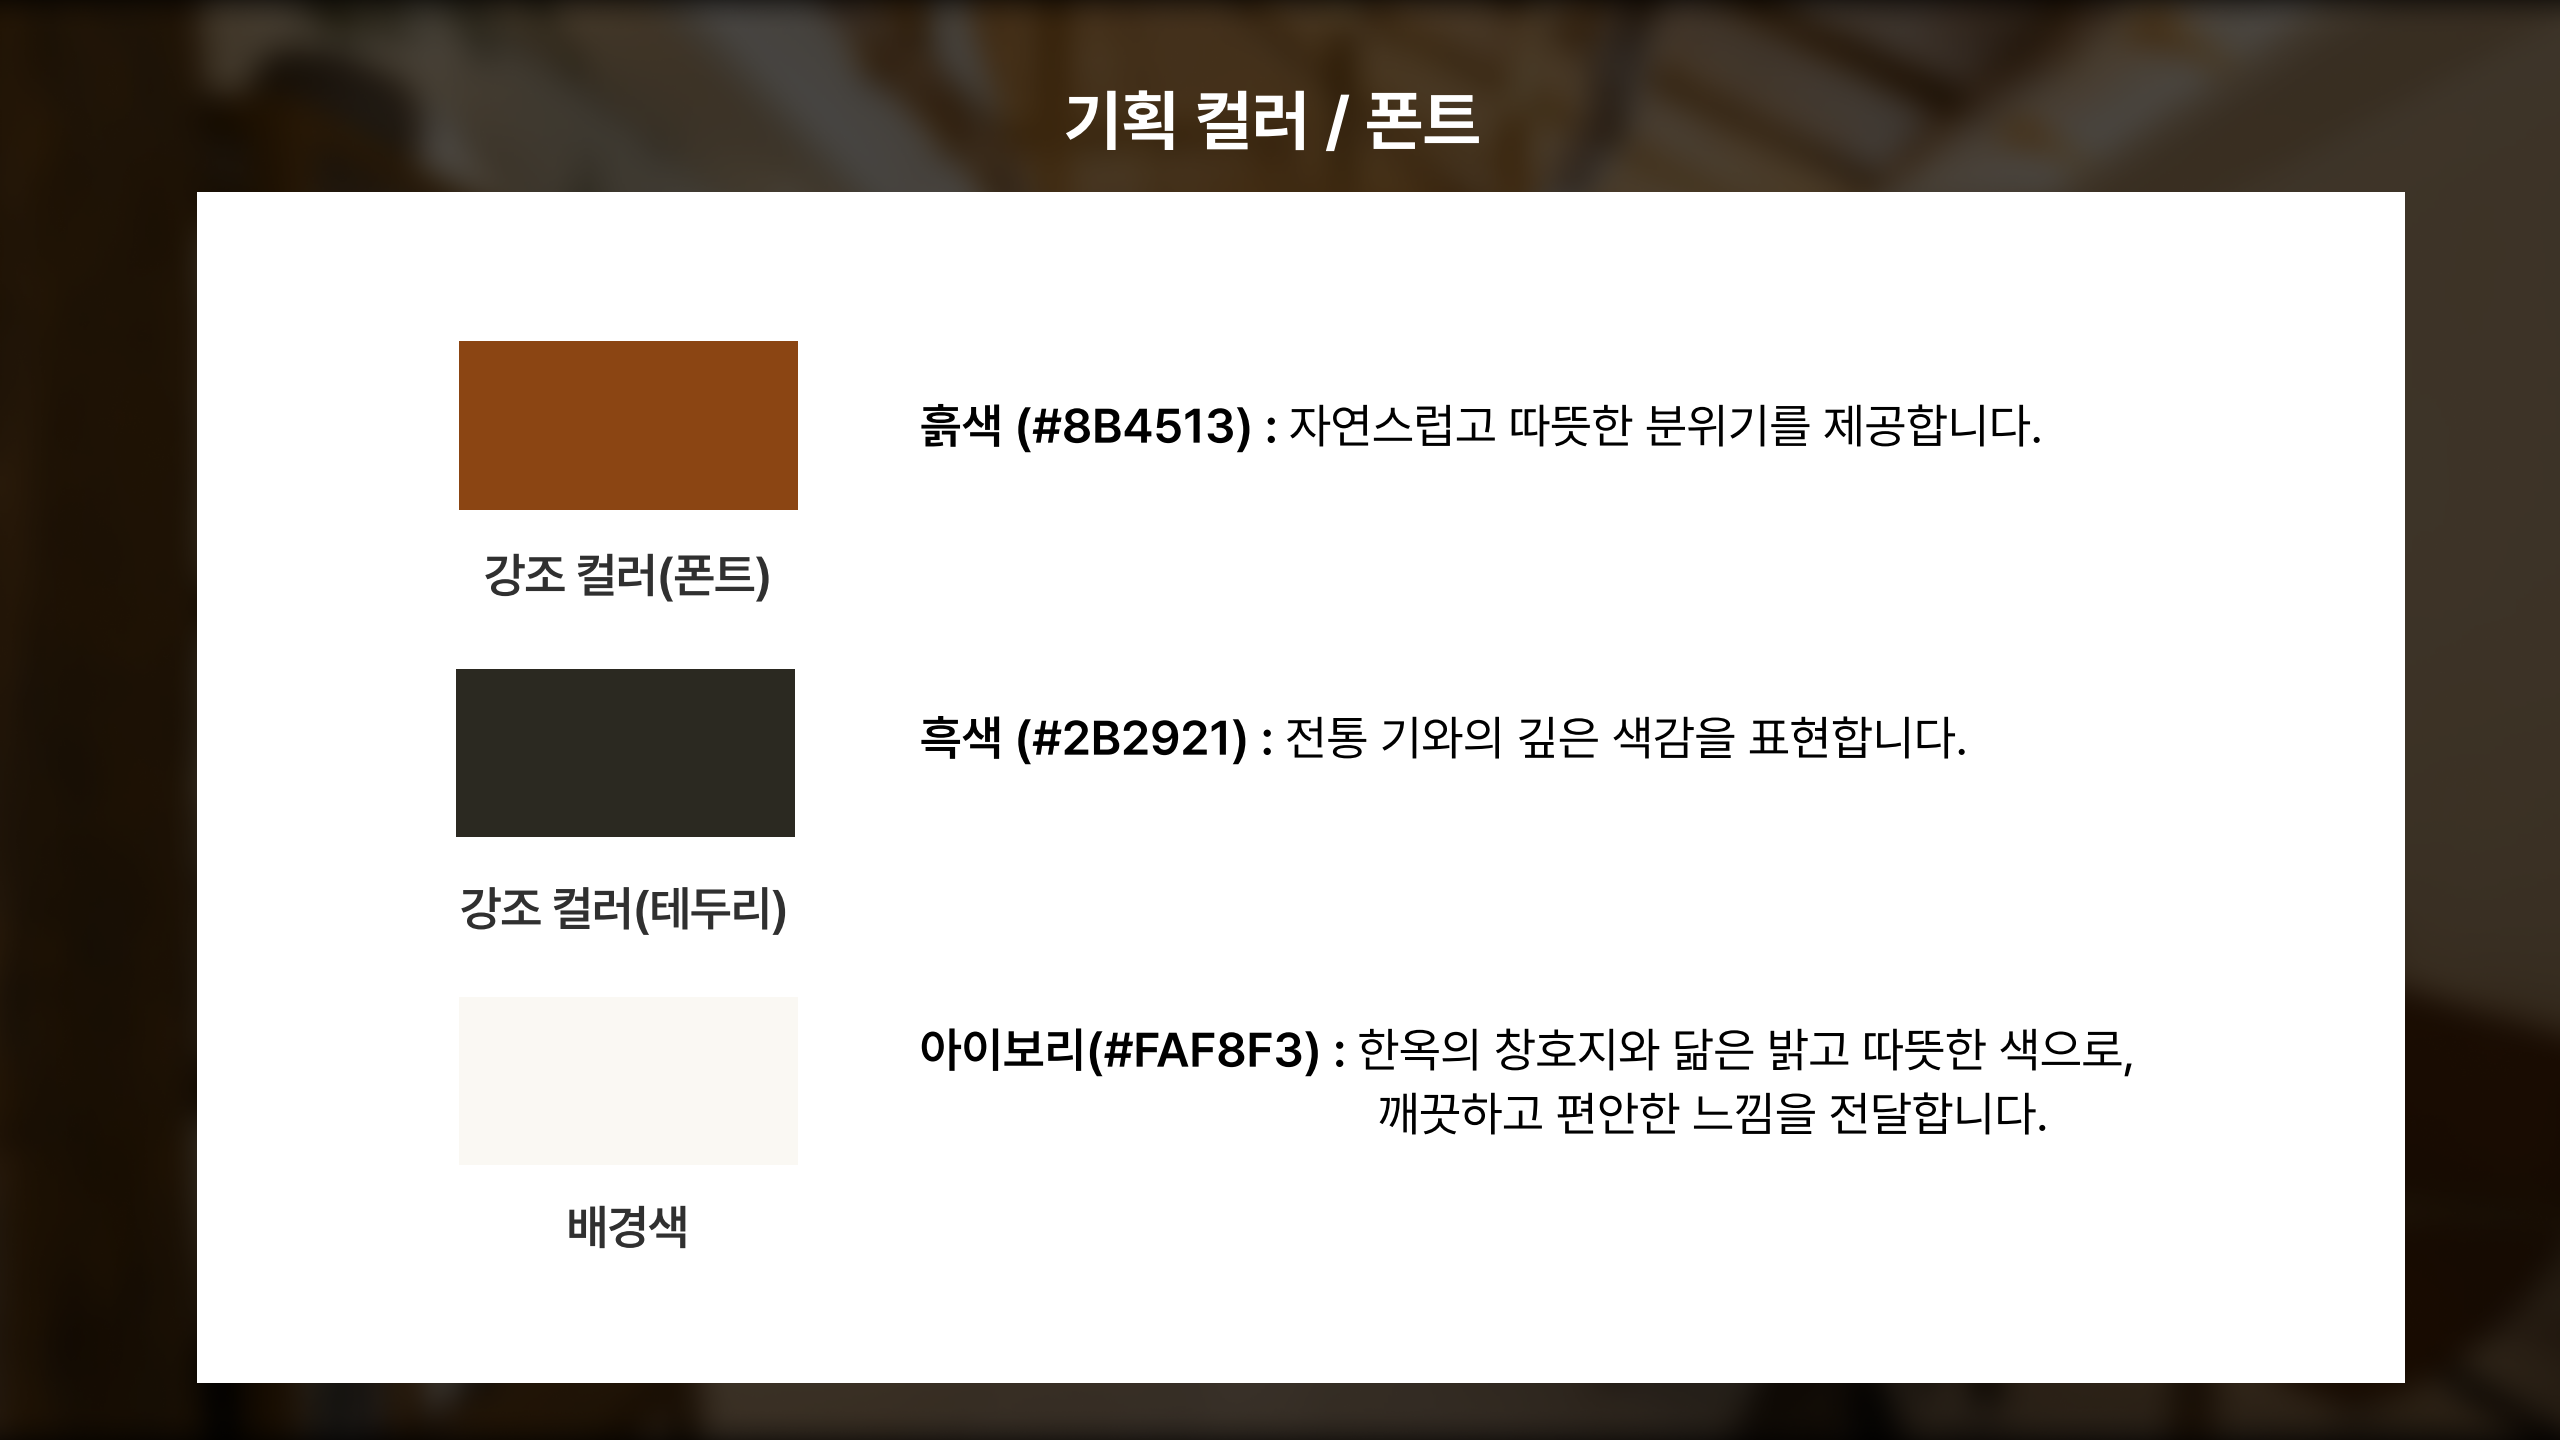 기획 컬러 / 폰트
흙색 (#8B4513) : 자연스럽고 따뜻한 분위기를 제공합니다.
강조 컬러(폰트)
흑색 (#2B2921) : 전통 기와의 깊은 색감을 표현합니다.
강조 컬러(테두리)
아이보리(#FAF8F3) : 한옥의 창호지와 닮은 밝고 따뜻한 색으로,
깨끗하고 편안한 느낌을 전달합니다.
배경색